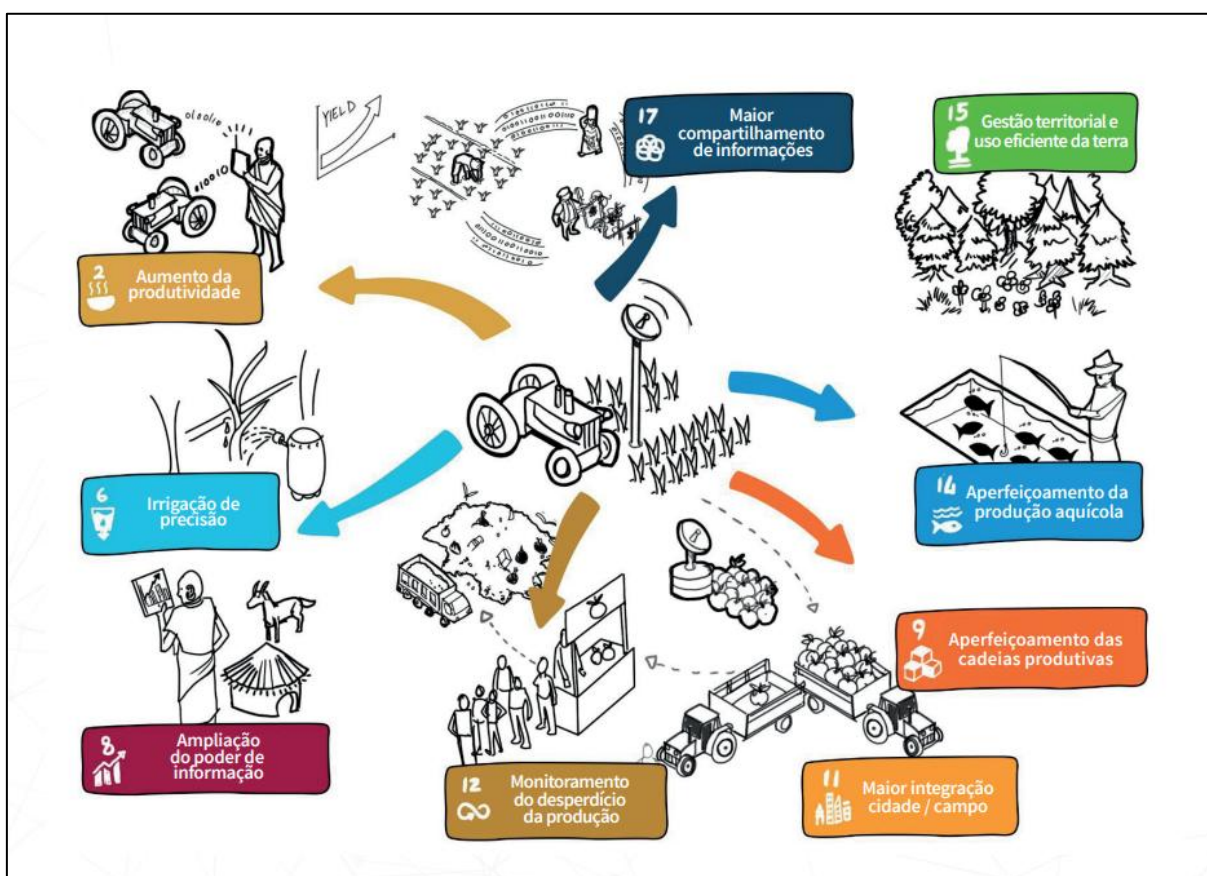 YIELD
17
Maior
compartilhamento
de informações
15
Gestão territorial e
uso eficiente da terra
2
Aumento da
produtividade
6
Irrigação de
precisão
14
Aperfeiçoamento da
produção aquícola
9
Aperfeiçoamento das
cadeias produtivas
8
Ampliação
do poder de
informação
12
Monitoramento
do desperdício
da produção
11
Maior integração
cidade / campo